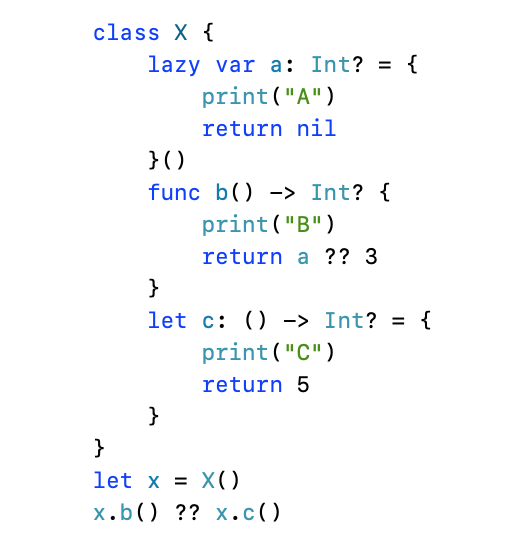 class X {
    lazy var a: Int? = {
        print("A")
        return nil
    }()
    func b() -> Int? {
        print("B")
        return a ?? 3
    }
    let c: () -> Int? = {
        print("C")
        return 5
    }
}
let x = X()
x.b() ?? x.c()